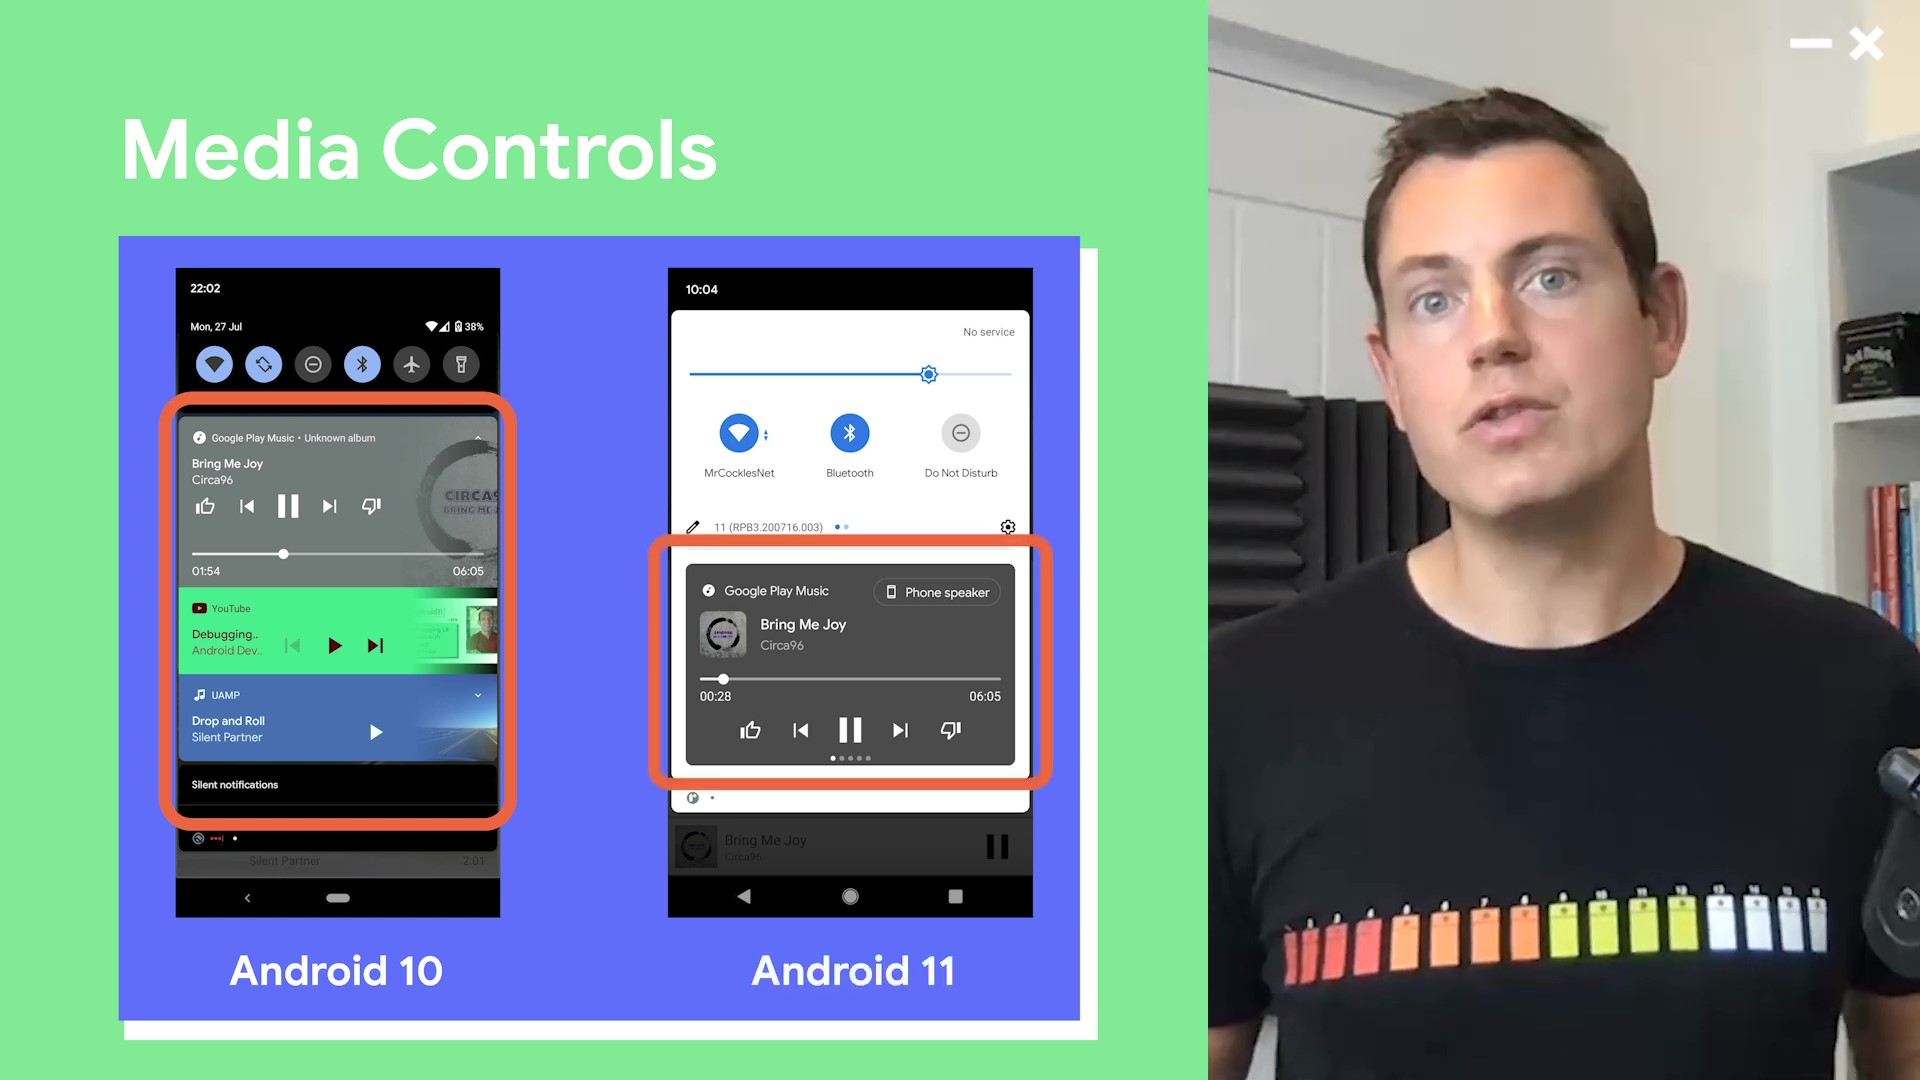 Media Controls
22:02
Mon, 27 Jul
38%
Google Play Music • Unknown album
Bring Me Joy
Circa96
CIRCA9
BRING ME J
01:54
06:05
YouTube
Debugging..
Android Dev..
UAMP
Drop and Roll
Silent Partner
Silent notifications
Silent Partner
2:01
Android 10
10:04
No service
MrCocklesNet
Bluetooth
Do Not Disturb
11 (RPB3.200716.003)
Google Play Music
Phone speaker
Bring Me Joy
Circa96
00:28
06:05
Bring Me Joy
Circa96
Android 11